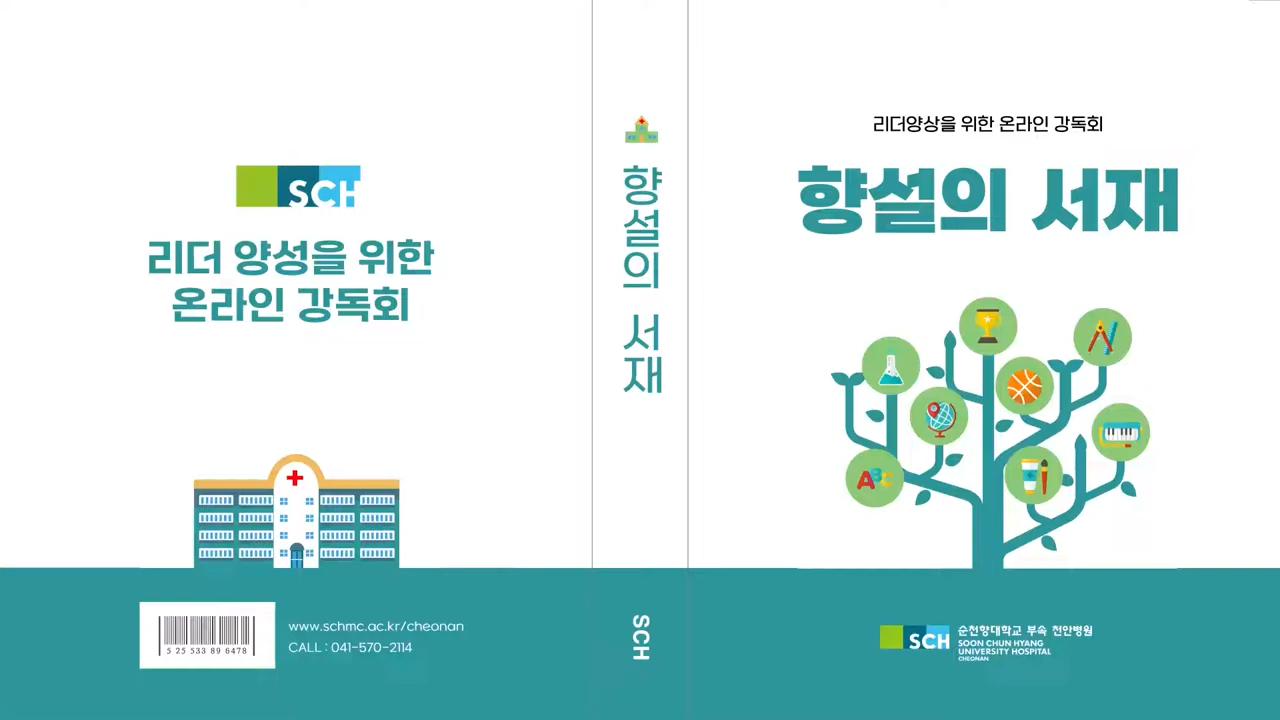 SCH
리더 양성을 위한
온라인 강독회
5 25 533 89 6478
www.schmc.ac.kr/cheonan
CALL : 041-570-2114
향설의 서재
SCH
리더양상을 위한 온라인 강독회
향설의 서재
ABC
SCH
순천향대학교 부속 천안병원
SOON CHUN HYANG
UNIVERSITY HOSPITAL
CHEONAN